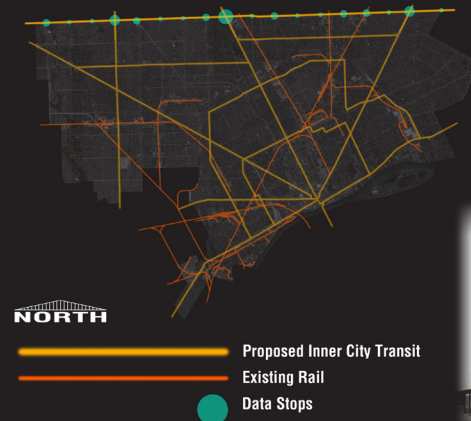 NORTH
Proposed Inner City Transit
Existing Rail
Data Stops